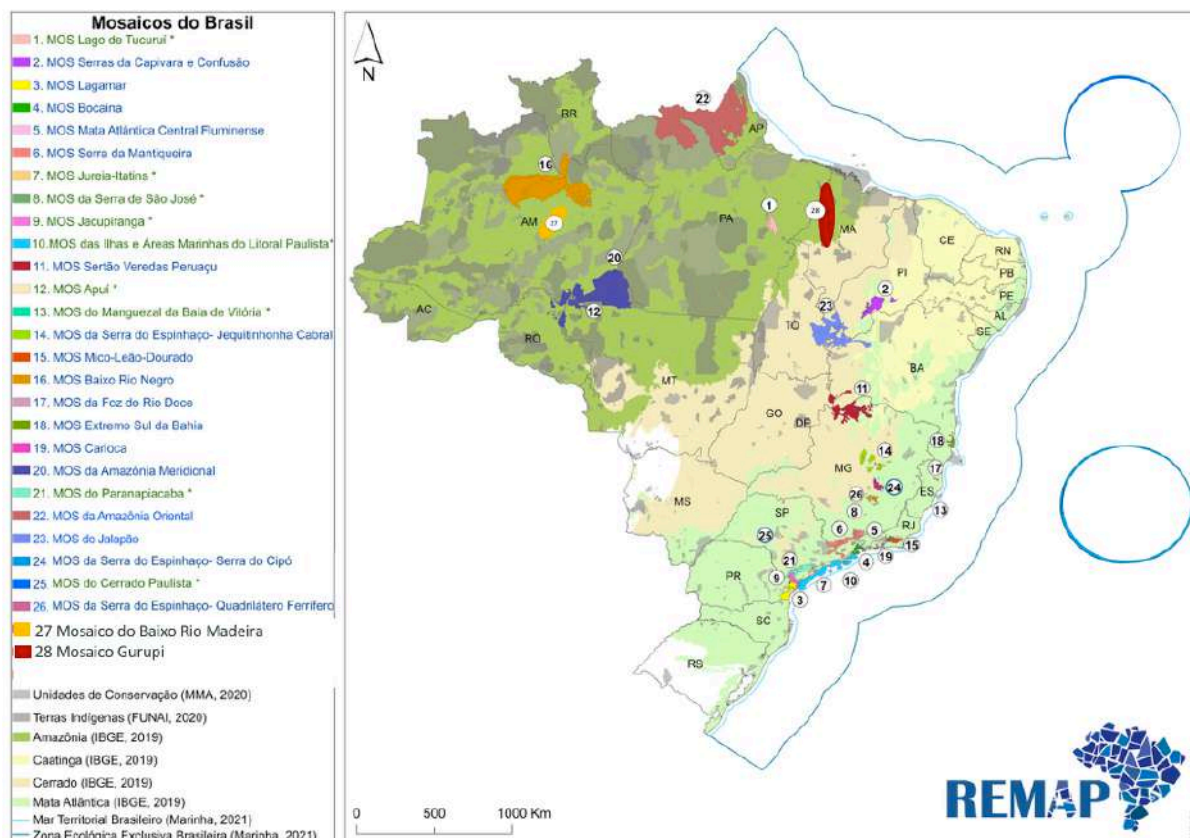 Mosaicos do Brasil
1. MOS Lago de Tucuruí *
2. MOS Serras da Capivara e Confusão
3. MOS Lagamar
4. MOS Bocaina
5. MOS Mata Atlântica Central Fluminense
6. MOS Serra da Mantiqueira
7. MOS Jureia-Itatins *
8. MOS da Serra de São José *
9. MOS Jacupiranga *
10. MOS das Ilhas e Áreas Marinhas do Litoral Paulista*
11. MOS Sertão Veredas Peruaçu
12. MOS Apuí *
13. MOS do Manguezal da Baia de Vilória *
14. MOS da Serra do Espinhaço- Jequitinhonha Cabral
15. MOS Mico-Leão-Dourado
16. MOS Baixo Rio Negro
17. MOS da Foz do Rio Doce
18. MOS Extremo Sul da Bahia
19. MOS Carioca
20. MOS da Amazônia Meridional
21. MOS do Paranapiacaba *
22. MOS da Amazônia Oriental
23. MOS do Jalapão
24. MOS da Serra do Espinhaço- Serra do Cipó
25. MOS do Cerrado Paulista *
26. MOS da Serra do Espinhaço- Quadrilátero Ferrífero
27 Mosaico do Baixo Rio Madeira
28 Mosaico Gurupi
Unidades de Conservação (MMA, 2020)
Terras Indígenas (FUNAI, 2020)
Amazônia (IBGE, 2019)
Caatinga (IBGE, 2019)
Cerrado (IBGE, 2019)
Mata Atlântica (IBGE, 2019)
Mar Territorial Brasileiro (Marinha, 2021)
Zona Ecológica Exclusiva Brasileira (Marinha, 2021)
N
22
RR
AP
16
AM
27
PA
1
28
MA
CE
RN
PB
PE
AL
SE
PI
2
20
12
AC
RO
23
TO
MT
BA
11
GO
DF
18
14
MG
17
24
ES
26
8
13
MS
SP
25
6
5
RJ
15
21
19
4
9
PR
10
7
3
SC
RS
0
500
1000 Km
REMAP